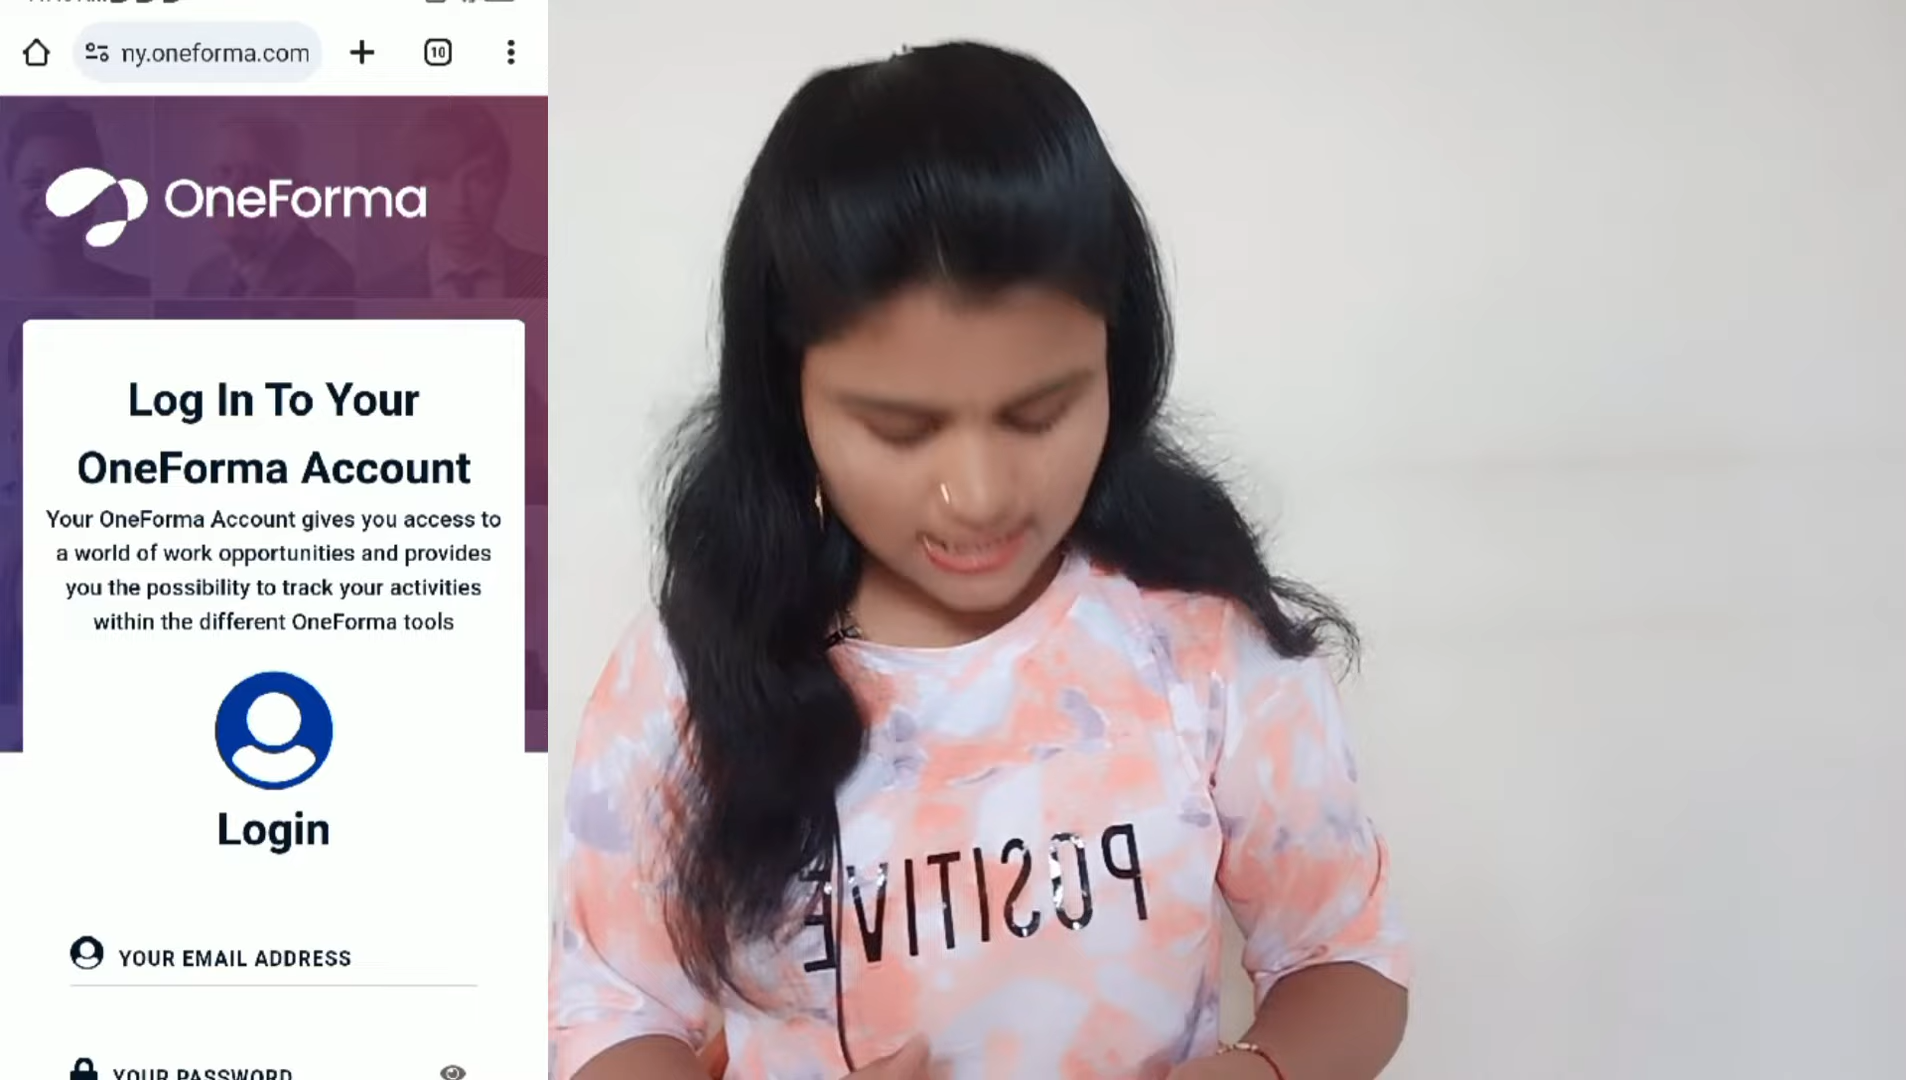 ny.oneforma.com
10
OneForma
Log In To Your
OneForma Account
Your OneForma Account gives you access to
a world of work opportunities and provides
you the possibility to track your activities
within the different OneForma tools
Login
YOUR EMAIL ADDRESS
YOUR PASSWORD
POSITIVE